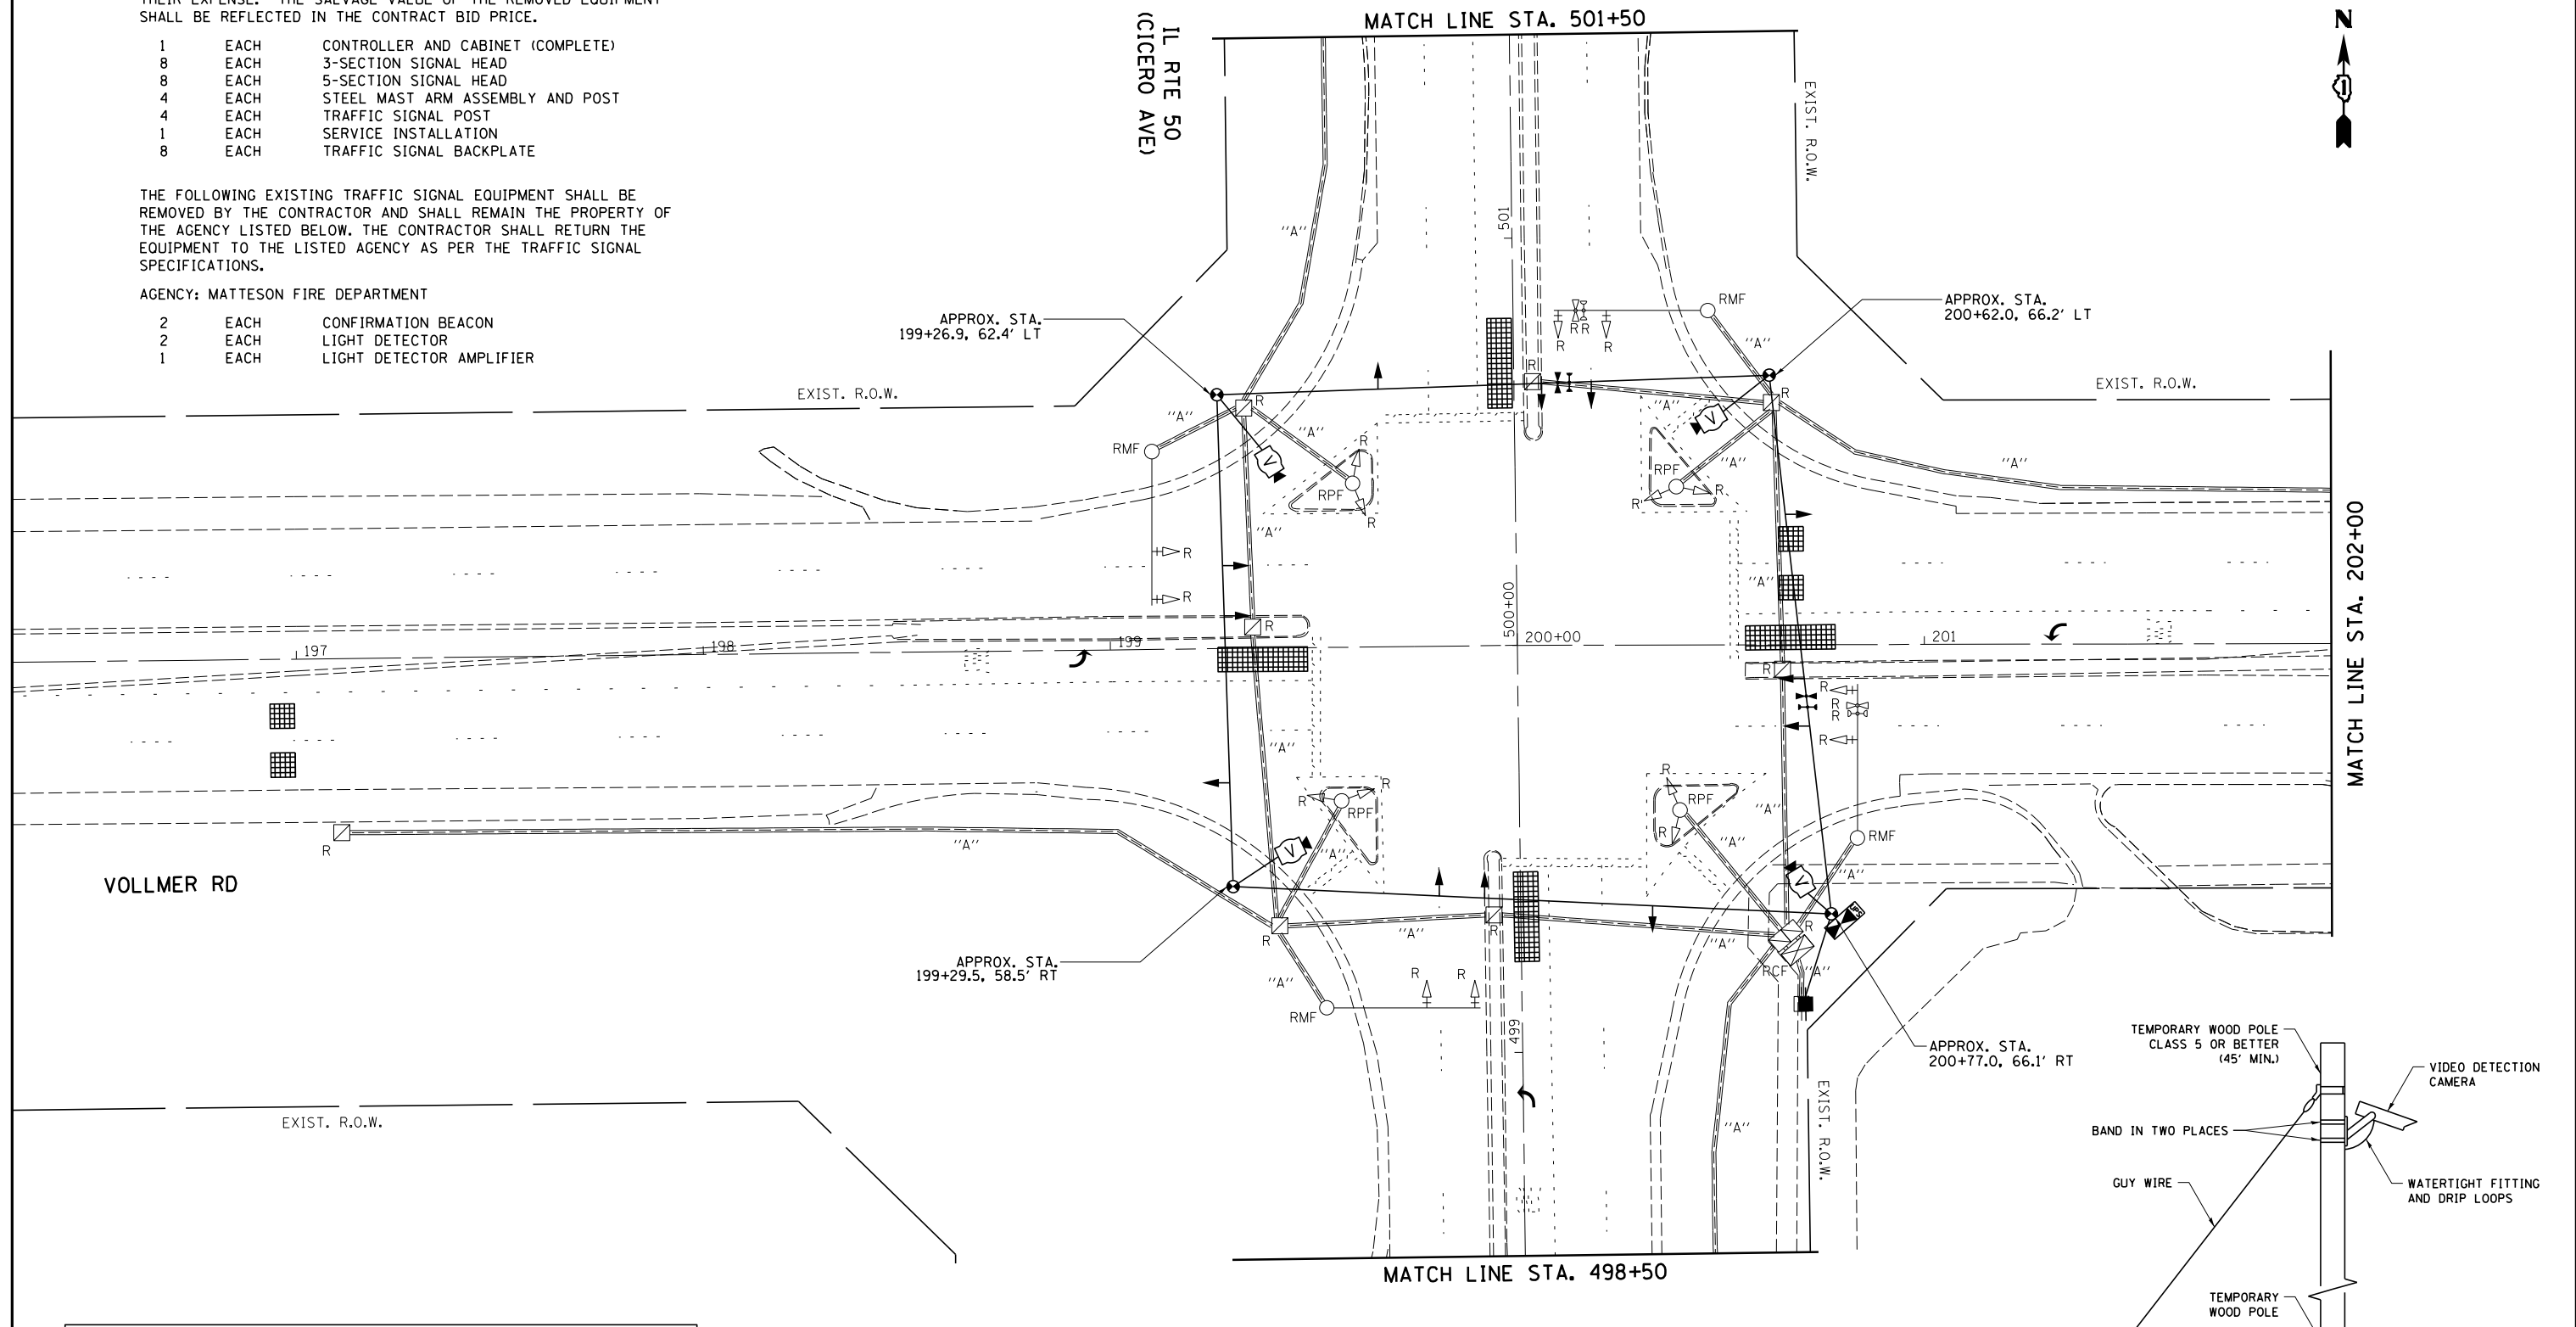 THEIR EXPENSE. THE SALVAGE VALUE OF THE REMOVED EQUIPMENT
SHALL BE REFLECTED IN THE CONTRACT BID PRICE.
1 EACH CONTROLLER AND CABINET (COMPLETE)
8 EACH 3-SECTION SIGNAL HEAD
8 EACH 5-SECTION SIGNAL HEAD
4 EACH STEEL MAST ARM ASSEMBLY AND POST
4 EACH TRAFFIC SIGNAL POST
1 EACH SERVICE INSTALLATION
8 EACH TRAFFIC SIGNAL BACKPLATE
THE FOLLOWING EXISTING TRAFFIC SIGNAL EQUIPMENT SHALL BE
REMOVED BY THE CONTRACTOR AND SHALL REMAIN THE PROPERTY OF
THE AGENCY LISTED BELOW. THE CONTRACTOR SHALL RETURN THE
EQUIPMENT TO THE LISTED AGENCY AS PER THE TRAFFIC SIGNAL
SPECIFICATIONS.
AGENCY: MATTESON FIRE DEPARTMENT
2 EACH CONFIRMATION BEACON
2 EACH LIGHT DETECTOR
1 EACH LIGHT DETECTOR AMPLIFIER
IL RTE 50
(CICERO AVE)
MATCH LINE STA. 501+50
N
1
EXIST. R.O.W.
501
"A"
RMF
R R
R
R
"A"
APPROX. STA.
199+26.9, 62.4' LT
APPROX. STA.
200+62.0, 66.2' LT
EXIST. R.O.W.
EXIST. R.O.W.
R
R
R
"A"
"A"
"A"
RMF
V
V
R
RPF
R
RPF
"A"
R
R
"A"
"A"
R
R
"A"
R
197
198
199
500+00
200+00
201
R
R
R
R
R
"A"
MATCH LINE STA. 202+00
R
R
RPF
R
RPF
R
"A"
"A"
RMF
R
"A"
V
"A"
V
"A"
UPS
VOLLMER RD
R
"A"
R
"A"
R
RCF
"A"
R
R
"A"
RMF
APPROX. STA.
199+29.5, 58.5' RT
499
APPROX. STA.
200+77.0, 66.1' RT
"A"
EXIST. R.O.W.
EXIST. R.O.W.
MATCH LINE STA. 498+50
TEMPORARY WOOD POLE
CLASS 5 OR BETTER
(45' MIN.)
VIDEO DETECTION
CAMERA
BAND IN TWO PLACES
GUY WIRE
WATERTIGHT FITTING
AND DRIP LOOPS
TEMPORARY
WOOD POLE